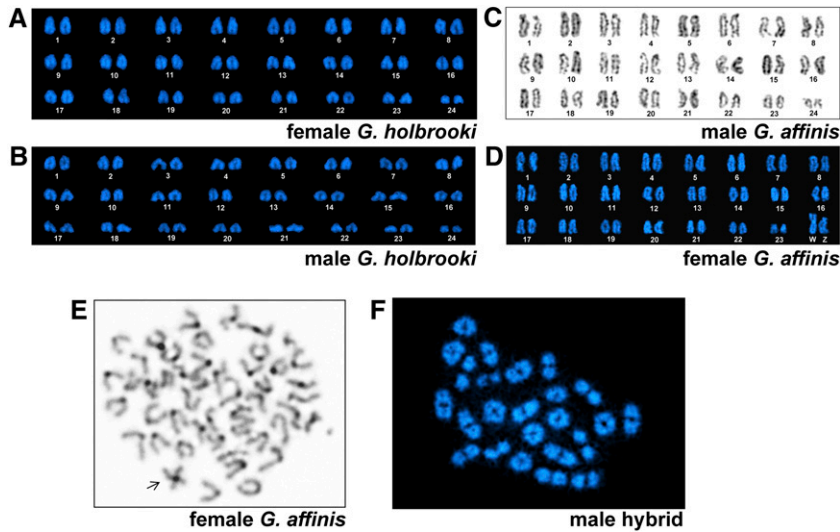 A
1 2 3 4 5 6 7 8
9 10 11 12 13 14 15 16
17 18 19 20 21 22 23 24
female G. holbrooki
B
1 2 3 4 5 6 7 8
9 10 11 12 13 14 15 16
17 18 19 20 21 22 23 24
male G. holbrooki
C
1 2 3 4 5 6 7 8
9 10 11 12 13 14 15 16
17 18 19 20 21 22 23 24
male G. affinis
D
1 2 3 4 5 6 7 8
9 10 11 12 13 14 15 16
17 18 19 20 21 22 23 W Z
female G. affinis
E
female G. affinis
F
male hybrid